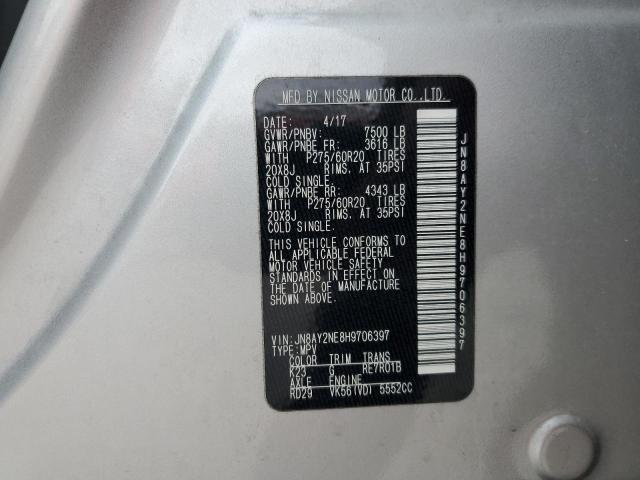 MFD BY NISSAN MOTOR CO.,LTD.
DATE: 4/17
GVWR/PNBV: 7500 LB
GAWR/PNBE FR: 3616 LB
WITH P275/60R20 TIRES
20X8J RIMS. AT 35PSI
COLD SINGLE.
GAWR/PNBE RR: 4343 LB
WITH P275/60R20 TIRES
20X8J RIMS. AT 35PSI
COLD SINGLE.
THIS VEHICLE CONFORMS TO
ALL APPLICABLE FEDERAL
MOTOR VEHICLE SAFETY
STANDARDS IN EFFECT ON
THE DATE OF MANUFACTURE
SHOWN ABOVE.
VIN:JN8AY2NE8H9706397
TYPE:MPV
COLOR TRIM TRANS
K23 G RE7R01B
AXLE ENGINE
RD29 VK56(VD) 5552CC
JN8AY2NE8H9706397